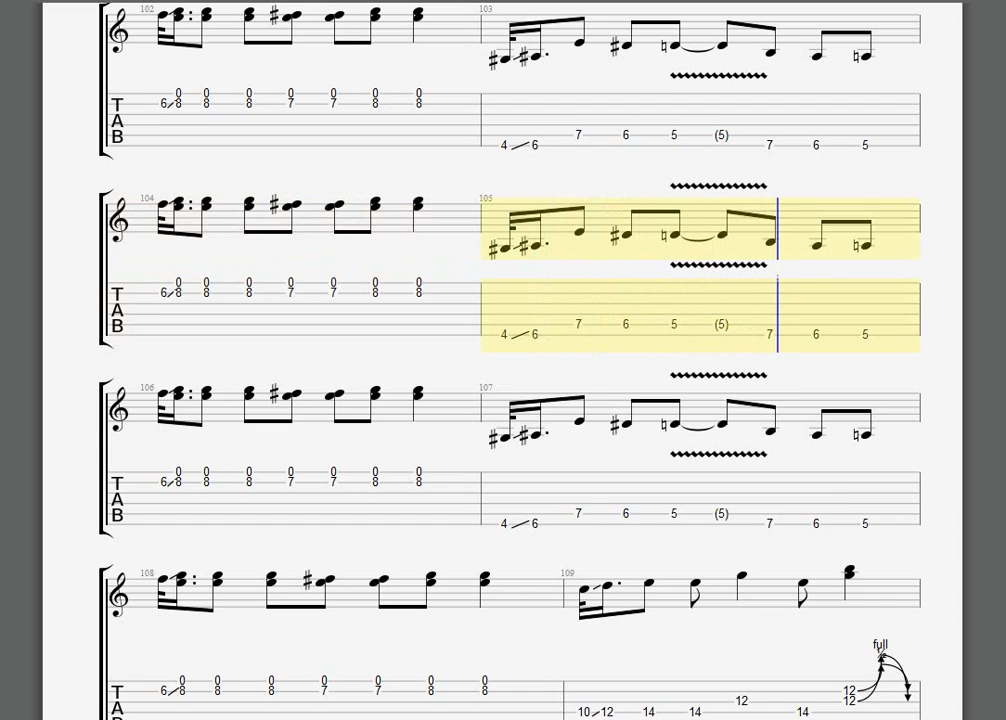 102 103
0 0 0 0 0 0 0
T 6 8 8 8 7 7 8 8
A
B 7 6 5 (5)
4 6 7 6 5
104 105
0 0 0 0 0 0 0
T 6 8 8 8 7 7 8 8
A
B 7 6 5 (5)
4 6 7 6 5
106 107
0 0 0 0 0 0 0
T 6 8 8 8 7 7 8 8
A
B 7 6 5 (5)
4 6 7 6 5
108 109
full
0 0 0 0 0 0 0
T 6 8 8 8 7 7 8 8 12
12 12
A 10 12 14 14 14